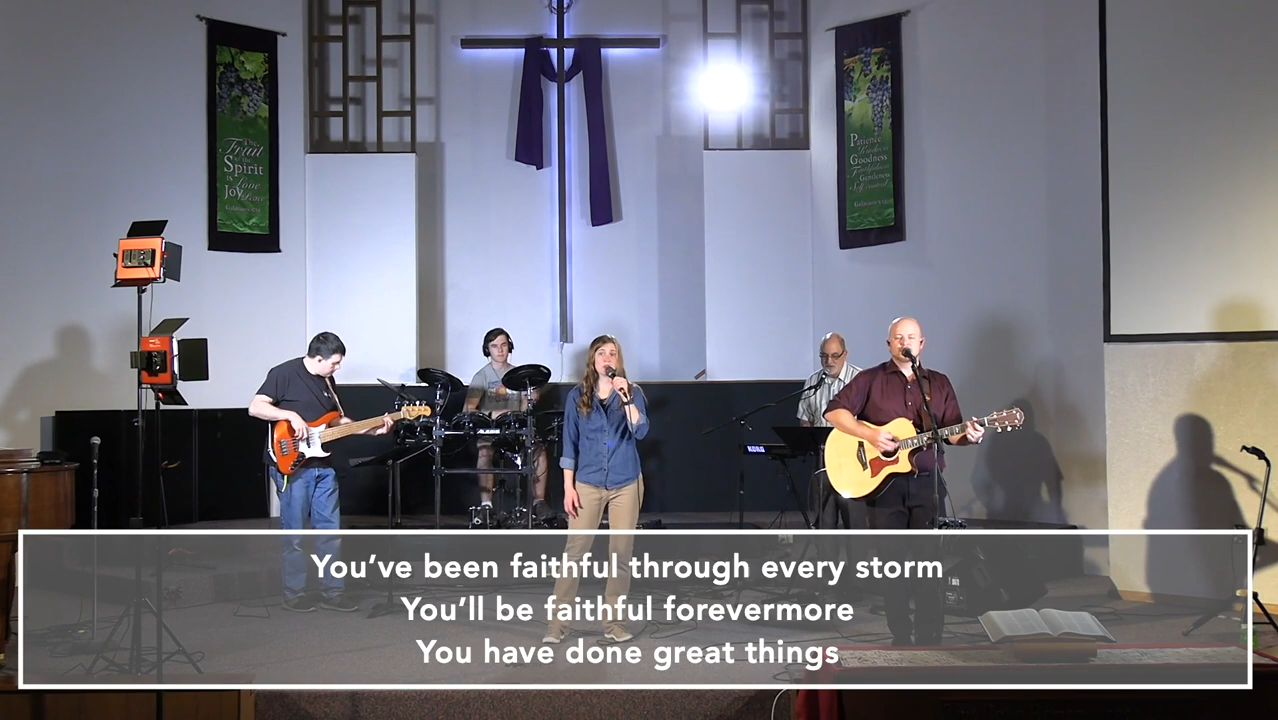 The
Fruit
of the
Spirit
is Love
Joy
Patience
Kindness
Goodness
Faithfulness
Gentleness
Self-control
KORG
You've been faithful through every storm
You'll be faithful forevermore
You have done great things